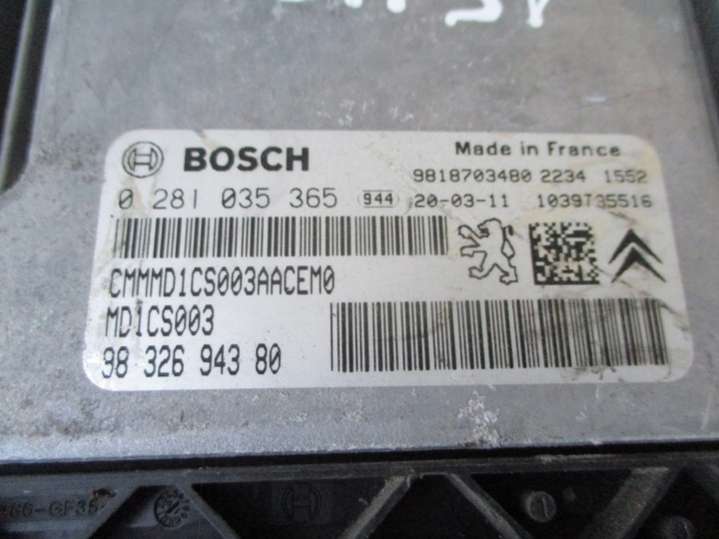 BOSCH
Made in France
9818703480 2234 1552
0 281 035 365 944 20-03-11 1039735516
CMMMD1CS003AACEM0
MD1CS003
98 326 943 80